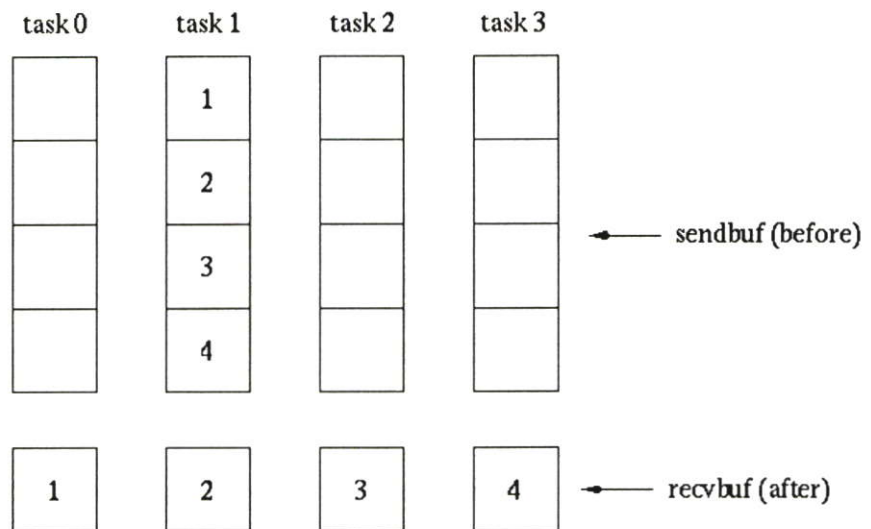 task 0 task 1 task 2 task 3
1
2
sendbuf (before)
3
4
1 2 3 4 recvbuf (after)